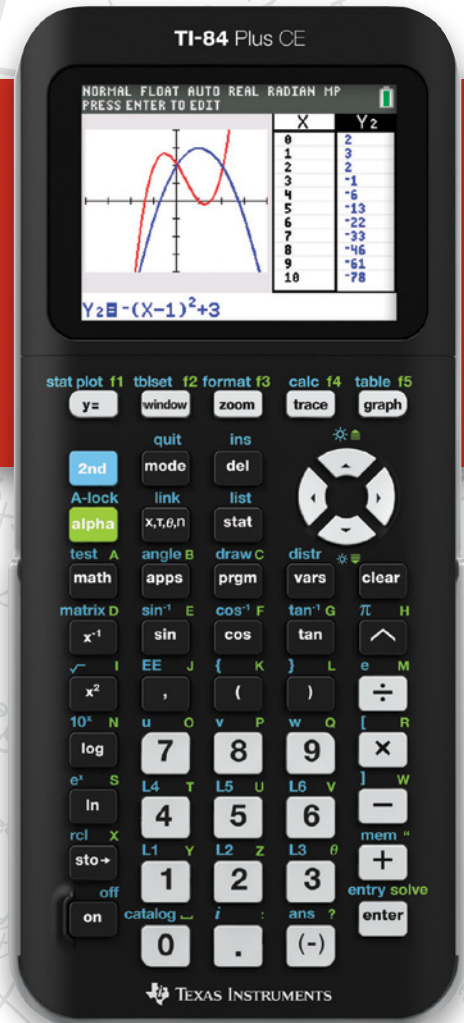 TI-84 Plus CE
NORMAL FLOAT AUTO REAL RADIAN MP
PRESS ENTER TO EDIT
X Y₂
0 2
1 3
2 2
3 -1
4 -6
5 -13
6 -22
7 -33
8 -46
9 -61
10 -78
Y₂=-(X-1)²+3
stat plot f1 tblset f2 format f3 calc f4 table f5
y= window zoom trace graph
quit ins
2nd mode del
A-lock link list
alpha X,T,θ,n stat
test A angle B draw C distr
math apps prgm vars clear
matrix D sin⁻¹ E cos⁻¹ F tan⁻¹ G π H
x⁻¹ sin cos tan ^
√ I EE J { K } L e M
x² , ( ) ÷
10ˣ N u O v P w Q [ R
log 7 8 9 ×
eˣ S L4 T L5 U L6 V ] W
ln 4 5 6 −
rcl X L1 Y L2 Z L3 θ mem "
sto→ 1 2 3 +
off catalog ⎵ i : ans ? entry solve
on 0 . (-) enter
TEXAS INSTRUMENTS